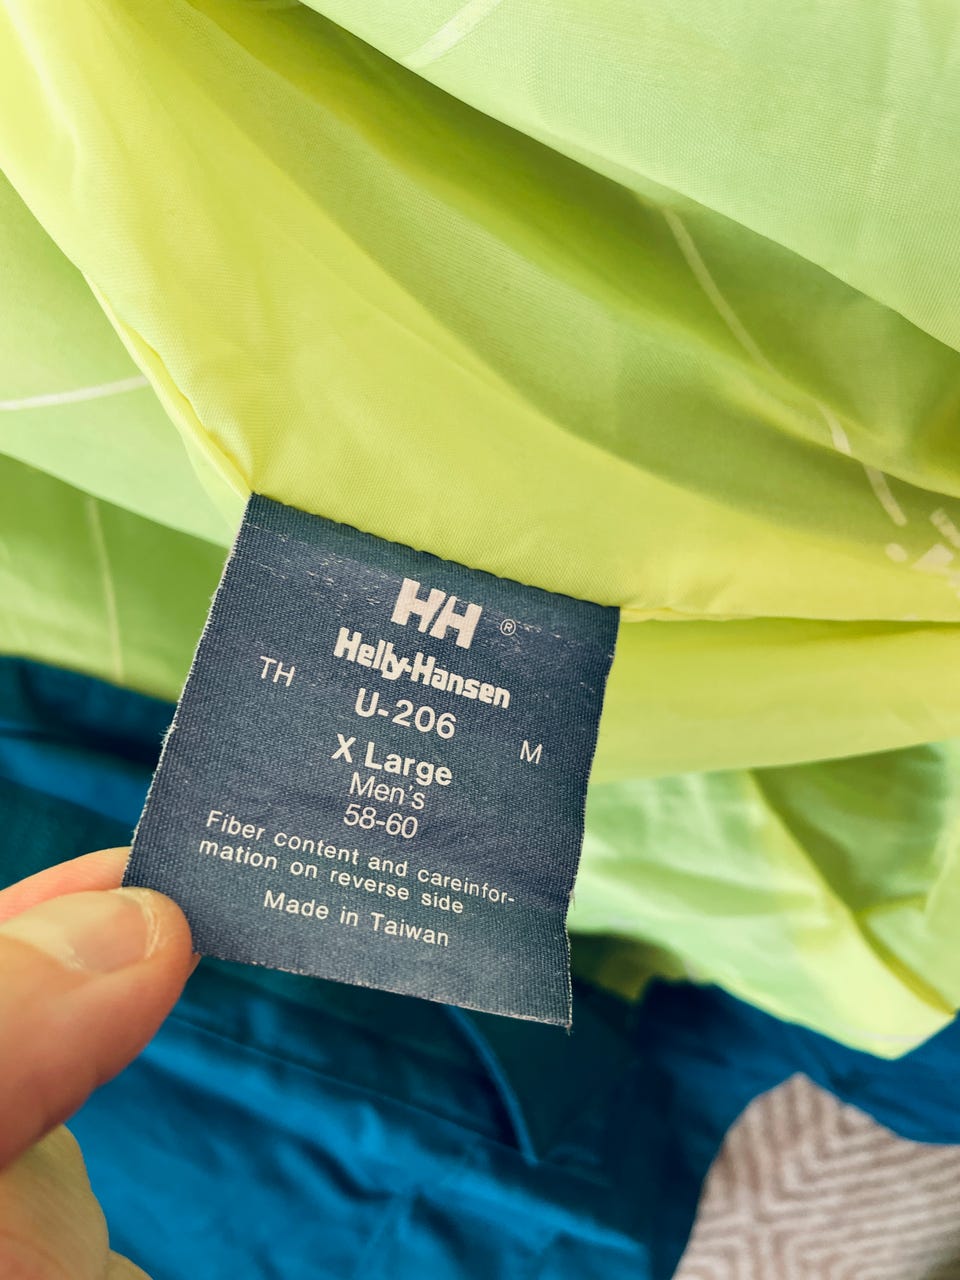 HH ®
Helly-Hansen
TH
U-206
M
X Large
Men's
58-60
Fiber content and careinfor-
mation on reverse side
Made in Taiwan